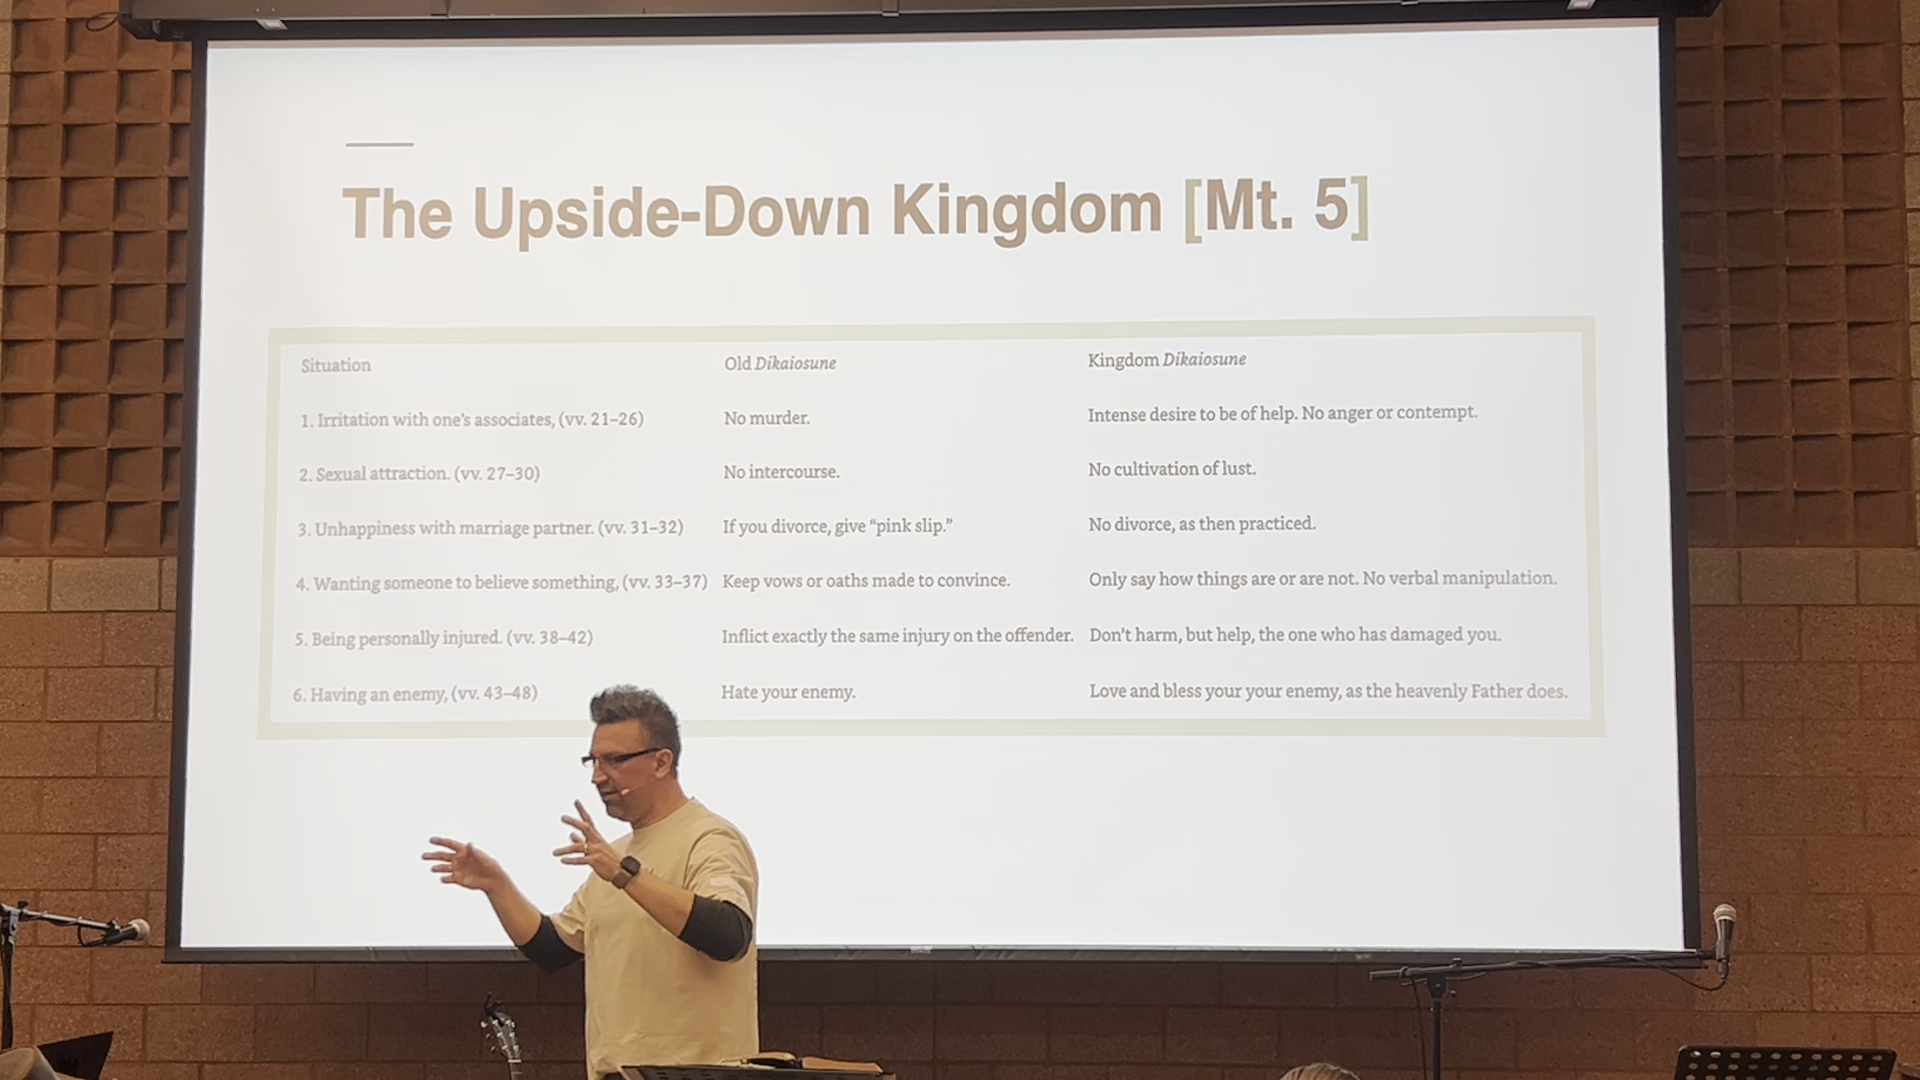 The Upside-Down Kingdom [Mt. 5]
Situation Old Dikaiosune Kingdom Dikaiosune
1. Irritation with one's associates, (vv. 21–26) No murder. Intense desire to be of help. No anger or contempt.
2. Sexual attraction. (vv. 27–30) No intercourse. No cultivation of lust.
3. Unhappiness with marriage partner. (vv. 31–32) If you divorce, give “pink slip.” No divorce, as then practiced.
4. Wanting someone to believe something, (vv. 33–37) Keep vows or oaths made to convince. Only say how things are or are not. No verbal manipulation.
5. Being personally injured. (vv. 38–42) Inflict exactly the same injury on the offender. Don't harm, but help, the one who has damaged you.
6. Having an enemy, (vv. 43–48) Hate your enemy. Love and bless your your enemy, as the heavenly Father does.